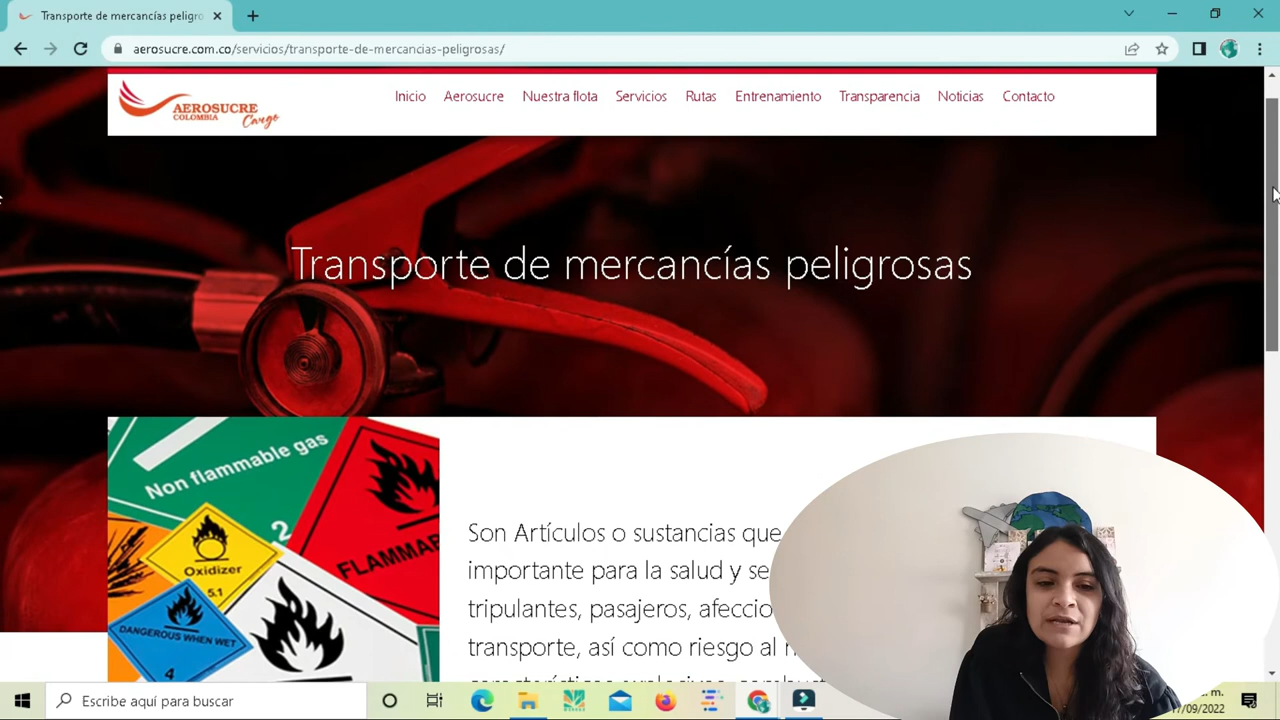 Transporte de mercancías peligro
aerosucre.com.co/servicios/transporte-de-mercancias-peligrosas/
AEROSUCRE
COLOMBIA
Cargo
Inicio Aerosucre Nuestra flota Servicios Rutas Entrenamiento Transparencia Noticias Contacto
Transporte de mercancías peligrosas
Non flammable gas
2
FLAMMAB
Oxidizer
5.1
DANGEROUS WHEN WET
4
Son Artículos o sustancias que
importante para la salud y se
tripulantes, pasajeros, afeccio
transporte, así como riesgo al
Escribe aquí para buscar
. m.
17/09/2022